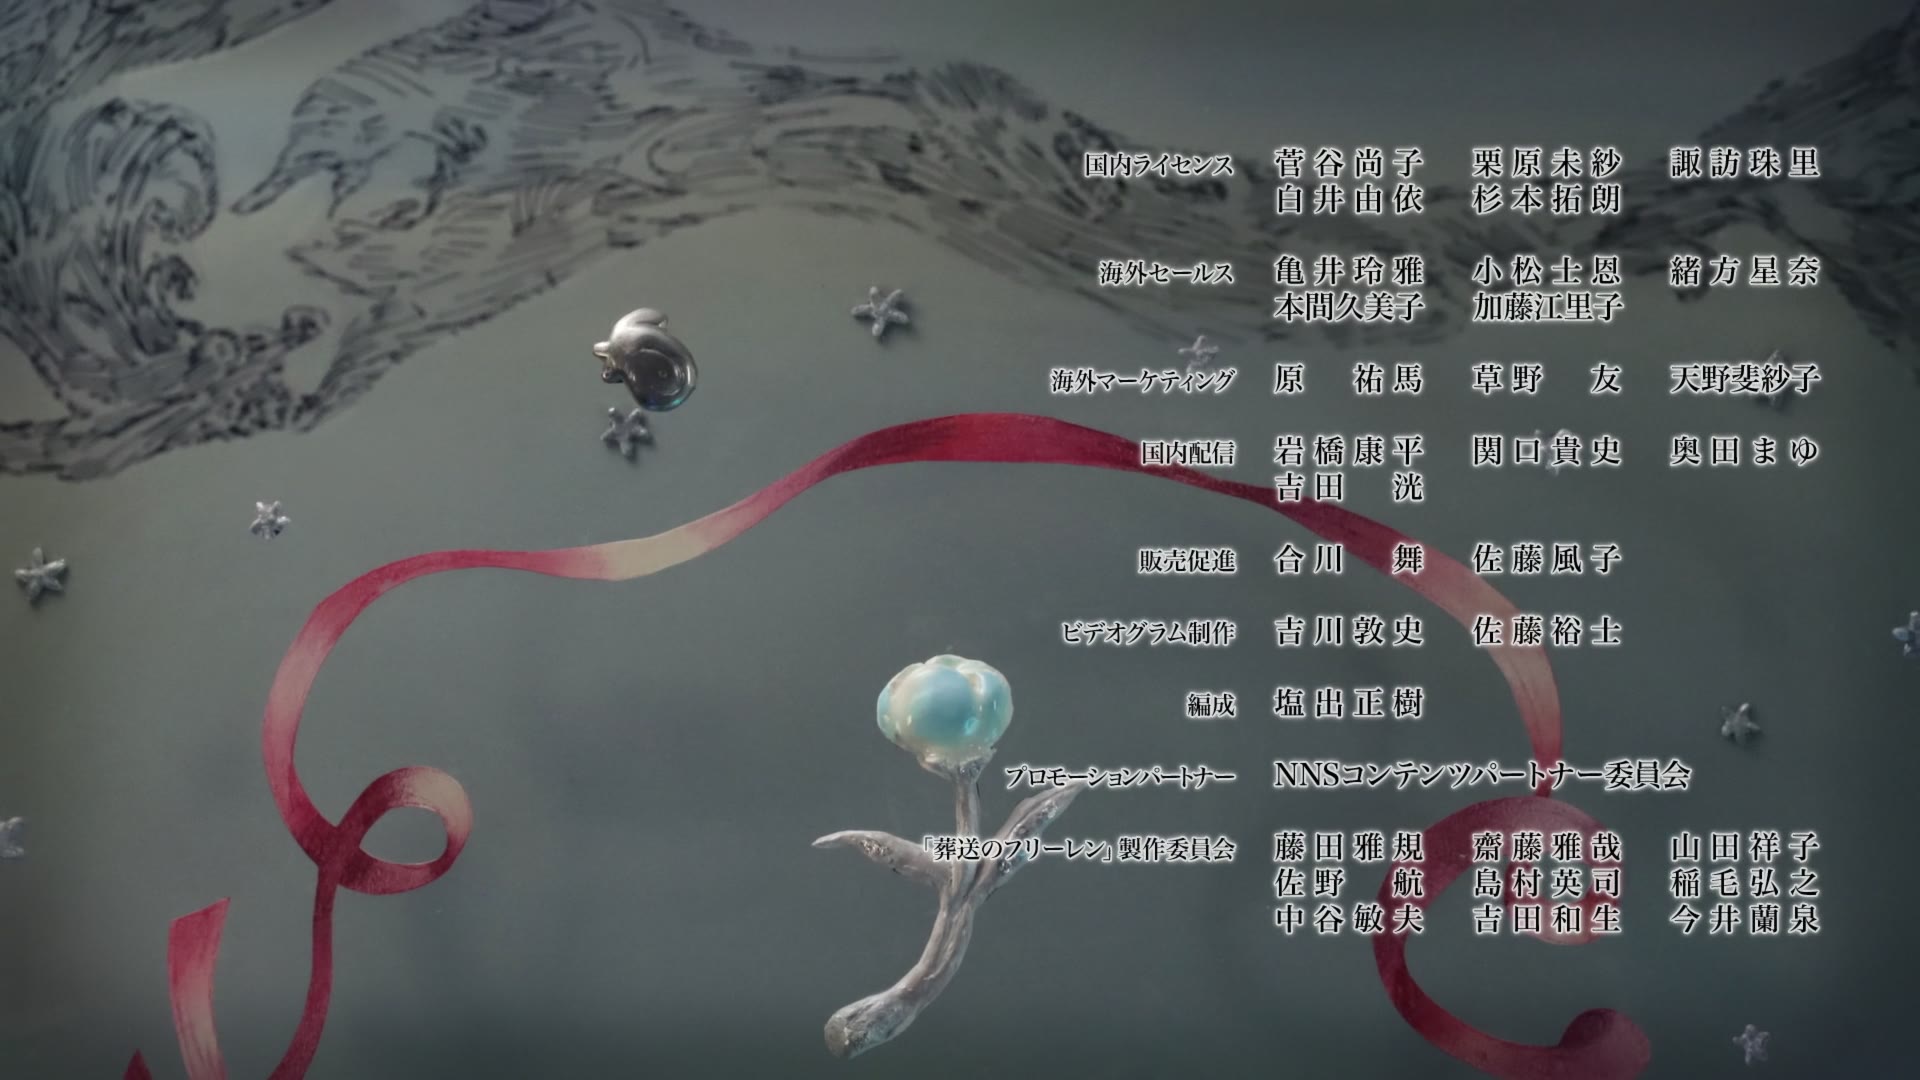 国内ライセンス 菅谷尚子 栗原未紗 諏訪珠里
白井由依 杉本拓朗
海外セールス 亀井玲雅 小松士恩 緒方星奈
本間久美子 加藤江里子
海外マーケティング 原 祐馬 草野 友 天野斐紗子
国内配信 岩橋康平 関口貴史 奥田まゆ
吉田 洸
販売促進 合川 舞 佐藤風子
ビデオグラム制作 吉川敦史 佐藤裕士
編成 塩出正樹
プロモーションパートナー NNSコンテンツパートナー委員会
「葬送のフリーレン」製作委員会 藤田雅規 齋藤雅哉 山田祥子
佐野 航 島村英司 稲毛弘之
中谷敏夫 吉田和生 今井蘭泉